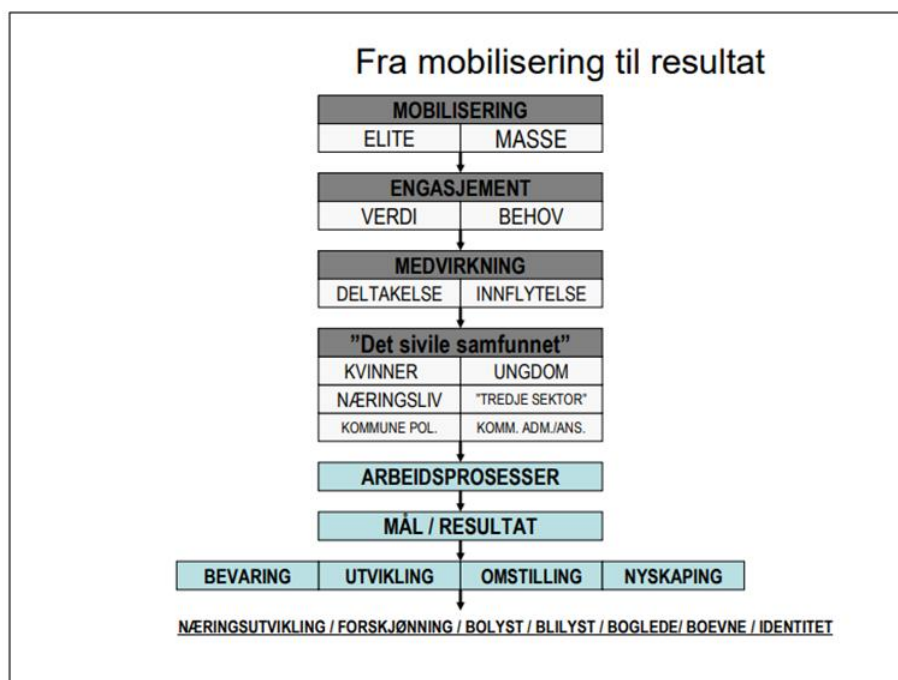 Fra mobilisering til resultat
MOBILISERING
ELITE MASSE
ENGASJEMENT
VERDI BEHOV
MEDVIRKNING
DELTAKELSE INNFLYTELSE
”Det sivile samfunnet”
KVINNER UNGDOM
NÆRINGSLIV ”TREDJE SEKTOR”
KOMMUNE POL. KOMM. ADM./ANS.
ARBEIDSPROSESSER
MÅL / RESULTAT
BEVARING UTVIKLING OMSTILLING NYSKAPING
NÆRINGSUTVIKLING / FORSKJØNNING / BOLYST / BLILYST / BOGLEDE/ BOEVNE / IDENTITET